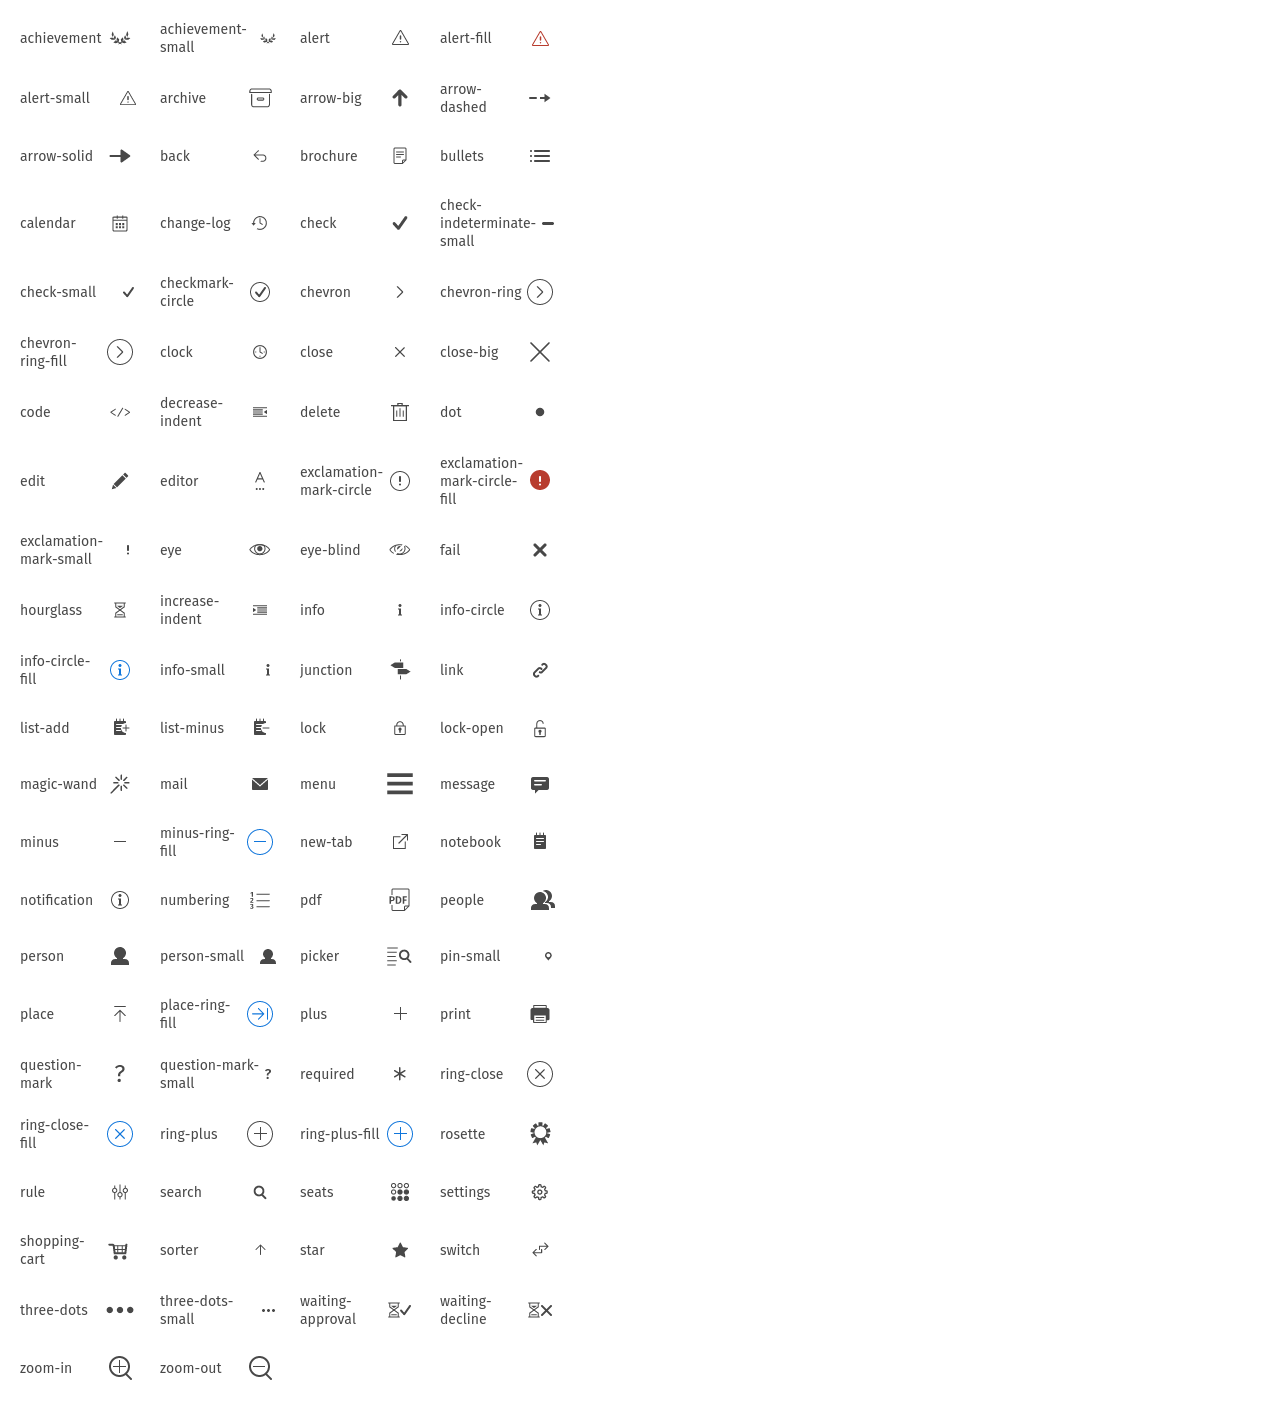 achievement
achievement-
small
alert
alert-fill
alert-small
archive
arrow-big
arrow-
dashed
arrow-solid
back
brochure
bullets
calendar
change-log
check
check-
indeterminate-
small
check-small
checkmark-
circle
chevron
chevron-ring
chevron-
ring-fill
clock
close
close-big
code
decrease-
indent
delete
dot
edit
editor
exclamation-
mark-circle
exclamation-
mark-circle-
fill
exclamation-
mark-small
eye
eye-blind
fail
hourglass
increase-
indent
info
info-circle
info-circle-
fill
info-small
junction
link
list-add
list-minus
lock
lock-open
magic-wand
mail
menu
message
minus
minus-ring-
fill
new-tab
notebook
notification
numbering
1
2
3
pdf
PDF
people
person
person-small
picker
pin-small
place
place-ring-
fill
plus
print
question-
mark
question-mark-
small
required
ring-close
ring-close-
fill
ring-plus
ring-plus-fill
rosette
rule
search
seats
settings
shopping-
cart
sorter
star
switch
three-dots
three-dots-
small
waiting-
approval
waiting-
decline
zoom-in
zoom-out